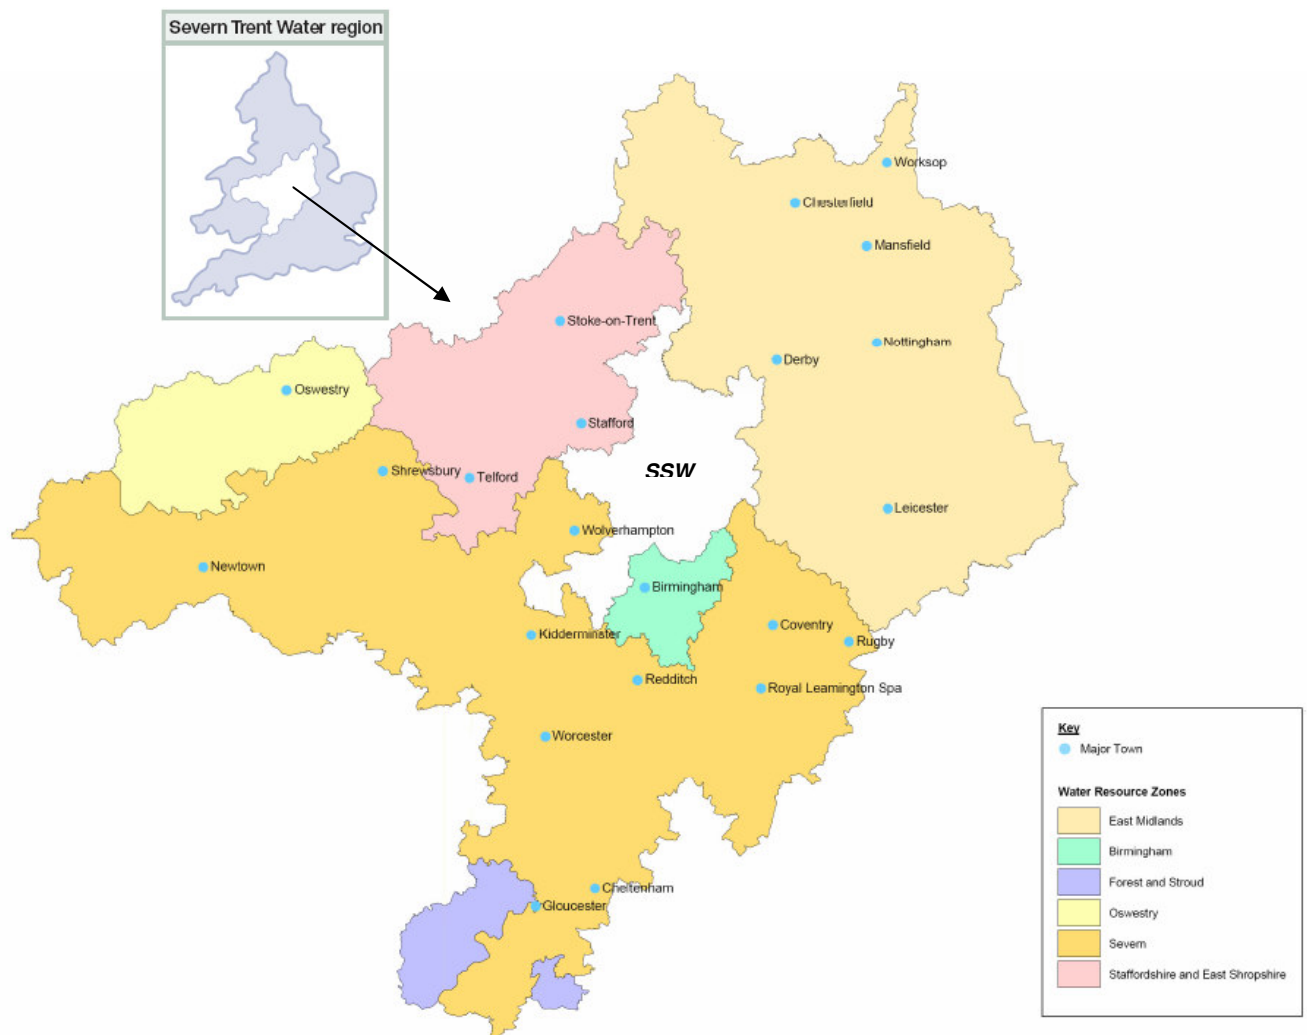 Severn Trent Water region
Worksop
Chesterfield
Mansfield
Stoke-on-Trent
Nottingham
Derby
Oswestry
Stafford
Shrewsbury
Telford
SSW
Leicester
Wolverhampton
Newtown
Birmingham
Coventry
Kidderminster
Rugby
Redditch
Royal Leamington Spa
Worcester
Cheltenham
Gloucester
Key
Major Town
Water Resource Zones
East Midlands
Birmingham
Forest and Stroud
Oswestry
Severn
Staffordshire and East Shropshire